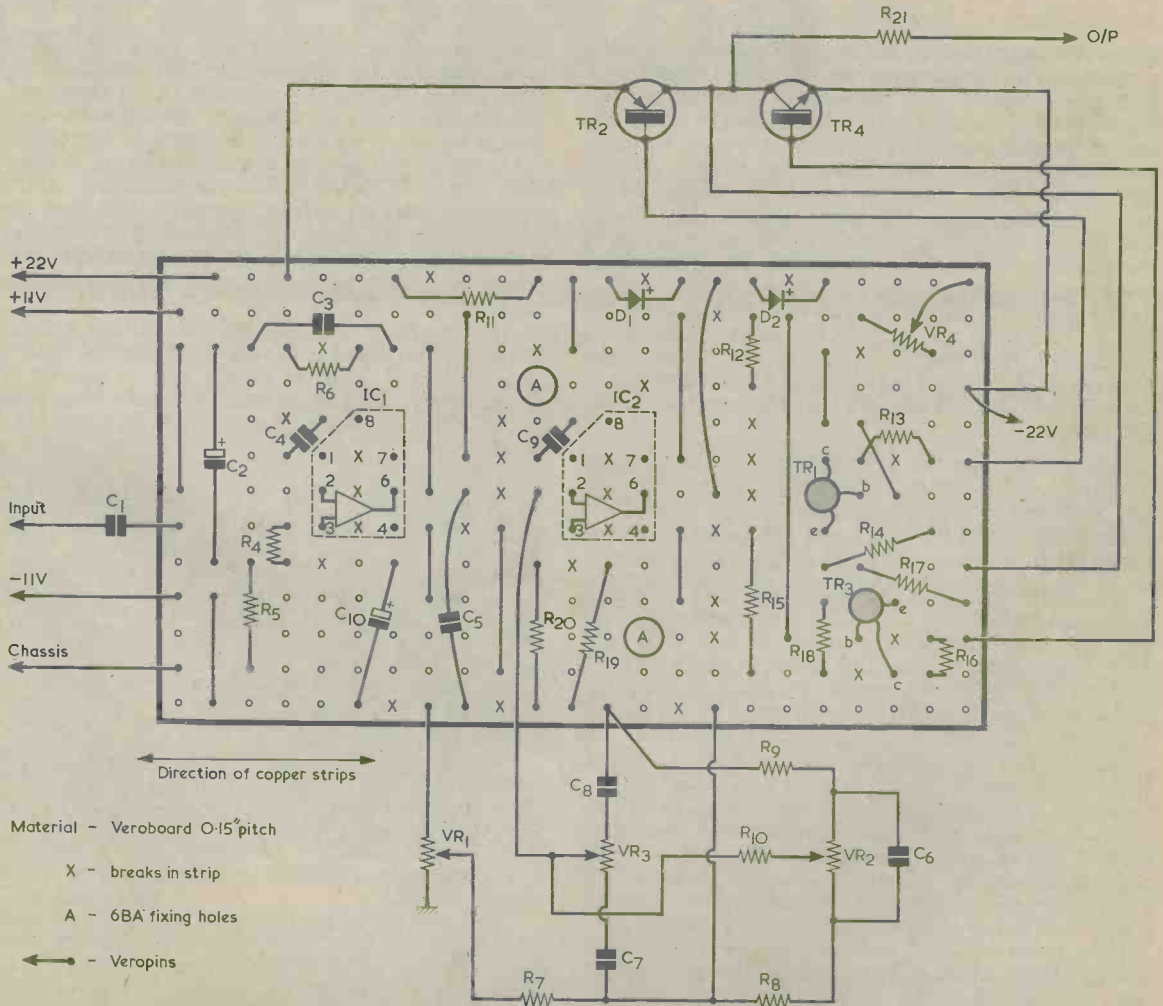 R21
O/P
TR2
TR4
+22V
+11V
C3
R11
D1
D2
VR4
R12
R6
IC1
A
IC2
8
8
C4
C9
R13
-22V
C2
1
7
1
7
TR1
c
b
2
6
2
6
Input
C1
3
4
3
4
e
R4
R14
R17
-11V
R5
C10
C5
R20
R19
A
R15
TR3
e
R18
b
R16
Chassis
c
Direction of copper strips
R9
C8
Material - Veroboard 0·15" pitch
VR1
VR3
R10
VR2
C6
X - breaks in strip
A - 6BA fixing holes
C7
- Veropins
R7
R8